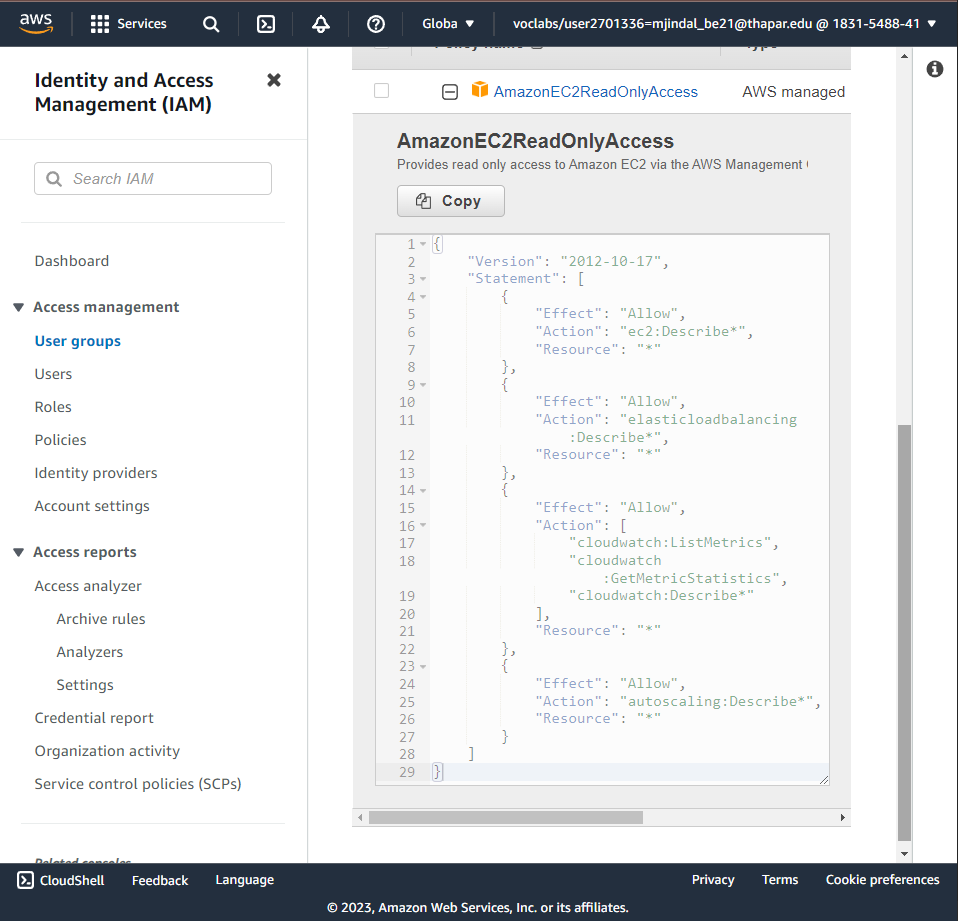 aws
Services
Globa
voclabs/user2701336=mjindal_be21@thapar.edu @ 1831-5488-41
Identity and Access
Management (IAM)
Search IAM
Dashboard
Access management
User groups
Users
Roles
Policies
Identity providers
Account settings
Access reports
Access analyzer
Archive rules
Analyzers
Settings
Credential report
Organization activity
Service control policies (SCPs)
Related consoles
Policy name
Type
AmazonEC2ReadOnlyAccess AWS managed
AmazonEC2ReadOnlyAccess
Provides read only access to Amazon EC2 via the AWS Management
Copy
1 {
2 "Version": "2012-10-17",
3 "Statement": [
4 {
5 "Effect": "Allow",
6 "Action": "ec2:Describe*",
7 "Resource": "*"
8 },
9 {
10 "Effect": "Allow",
11 "Action": "elasticloadbalancing
:Describe*",
12 "Resource": "*"
13 },
14 {
15 "Effect": "Allow",
16 "Action": [
17 "cloudwatch:ListMetrics",
18 "cloudwatch
:GetMetricStatistics",
19 "cloudwatch:Describe*"
20 ],
21 "Resource": "*"
22 },
23 {
24 "Effect": "Allow",
25 "Action": "autoscaling:Describe*",
26 "Resource": "*"
27 }
28 ]
29 }
CloudShell Feedback Language Privacy Terms Cookie preferences
© 2023, Amazon Web Services, Inc. or its affiliates.